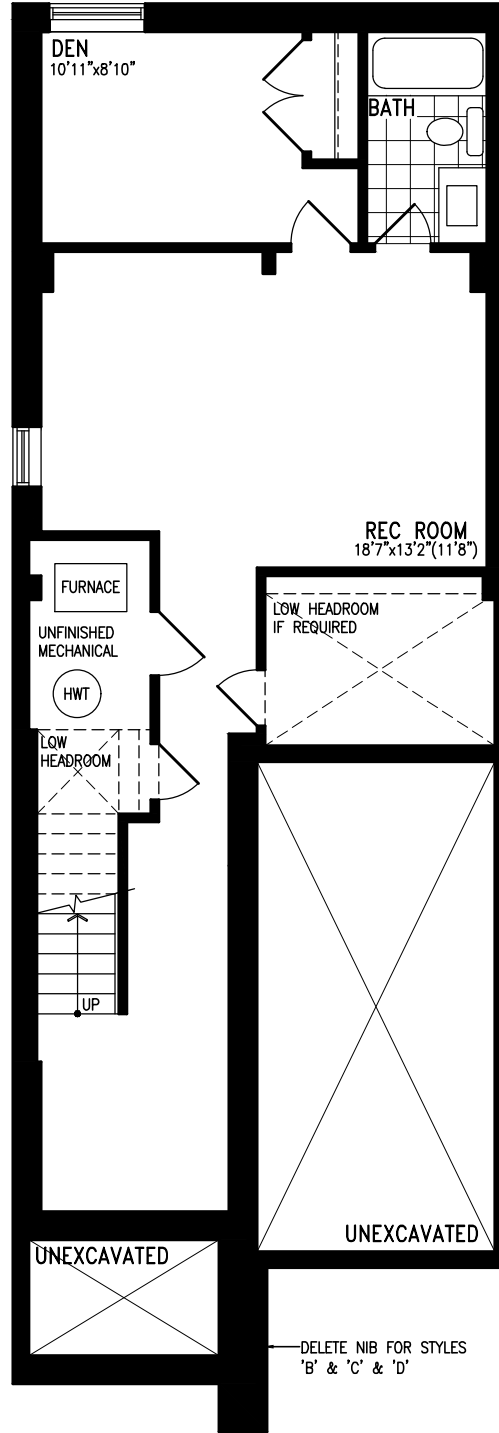 DEN
10'11"x8'10"
BATH
REC ROOM
18'7"x13'2"(11'8")
FURNACE
LOW HEADROOM
IF REQUIRED
UNFINISHED
MECHANICAL
HWT
LOW
HEADROOM
UP
UNEXCAVATED
UNEXCAVATED
DELETE NIB FOR STYLES
'B' & 'C' & 'D'